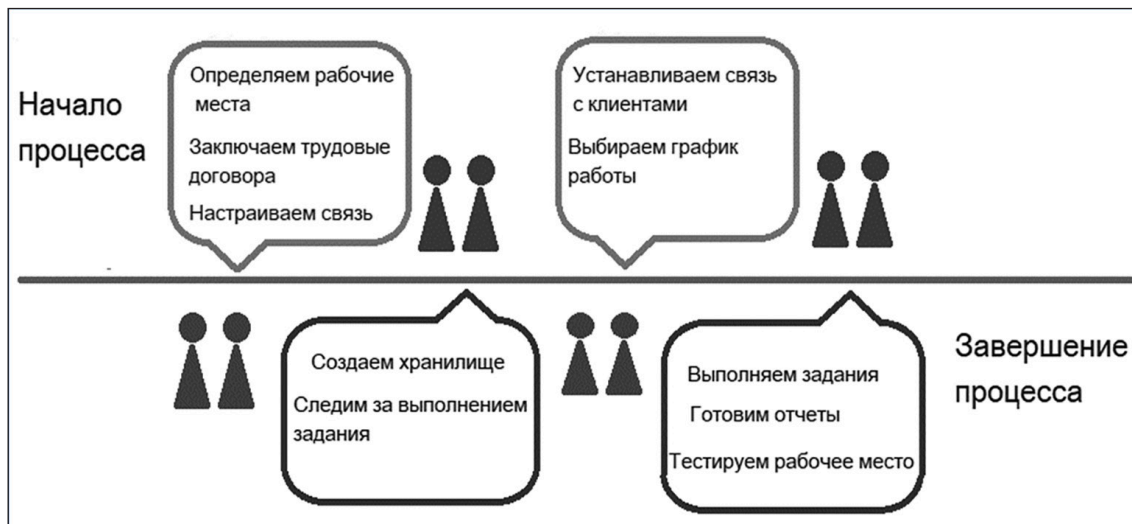 Начало
процесса
Определяем рабочие
места
Заключаем трудовые
договора
Настраиваем связь
Устанавливаем связь
с клиентами
Выбираем график
работы
Создаем хранилище
Следим за выполнением
задания
Выполняем задания
Готовим отчеты
Тестируем рабочее место
Завершение
процесса